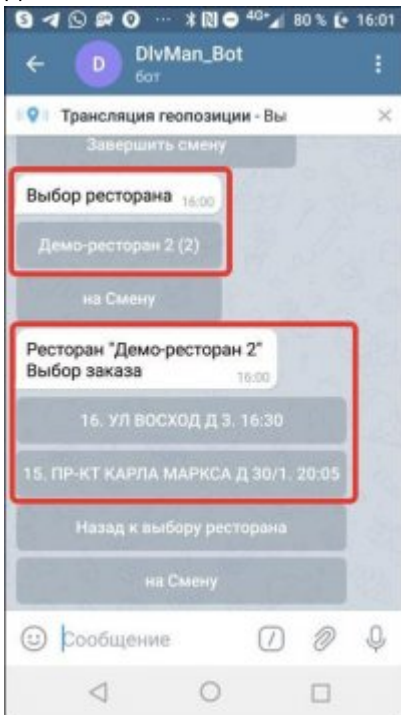 40+ 80 % 16:01
D
DlvMan_Bot
бот
Трансляция геопозиции - Вы
Завершить смену
Выбор ресторана 16:00
Демо-ресторан 2 (2)
на Смену
Ресторан "Демо-ресторан 2"
Выбор заказа 16:00
16. УЛ ВОСХОД Д 3. 16:30
15. ПР-КТ КАРЛА МАРКСА Д 30/1. 20:05
Назад к выбору ресторана
на Смену
Сообщение